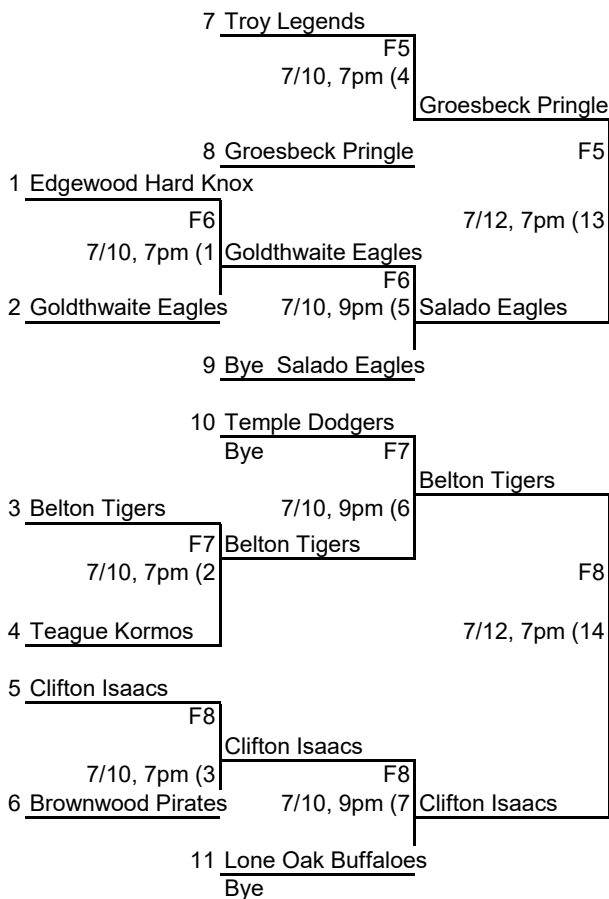 7 Troy Legends
F5
7/10, 7pm (4
Groesbeck Pringle
8 Groesbeck Pringle
F5
1 Edgewood Hard Knox
F6
7/12, 7pm (13
7/10, 7pm (1
Goldthwaite Eagles
F6
2 Goldthwaite Eagles
7/10, 9pm (5
Salado Eagles
9 Bye Salado Eagles
10 Temple Dodgers
Bye
F7
Belton Tigers
3 Belton Tigers
7/10, 9pm (6
F7
Belton Tigers
7/10, 7pm (2
F8
4 Teague Kormos
7/12, 7pm (14
5 Clifton Isaacs
F8
Clifton Isaacs
7/10, 7pm (3
F8
6 Brownwood Pirates
7/10, 9pm (7
Clifton Isaacs
11 Lone Oak Buffaloes
Bye